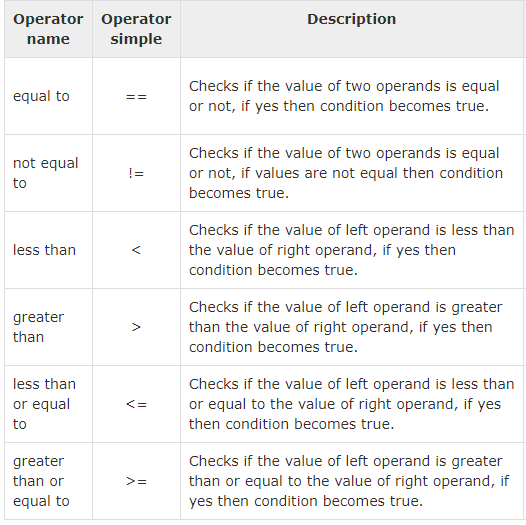 Operator name
Operator simple
Description
equal to
==
Checks if the value of two operands is equal
or not, if yes then condition becomes true.
not equal
to
!=
Checks if the value of two operands is equal
or not, if values are not equal then condition
becomes true.
less than
<
Checks if the value of left operand is less than
the value of right operand, if yes then
condition becomes true.
greater
than
>
Checks if the value of left operand is greater
than the value of right operand, if yes then
condition becomes true.
less than
or equal
to
<=
Checks if the value of left operand is less than
or equal to the value of right operand, if yes
then condition becomes true.
greater
than or
equal to
>=
Checks if the value of left operand is greater
than or equal to the value of right operand, if
yes then condition becomes true.